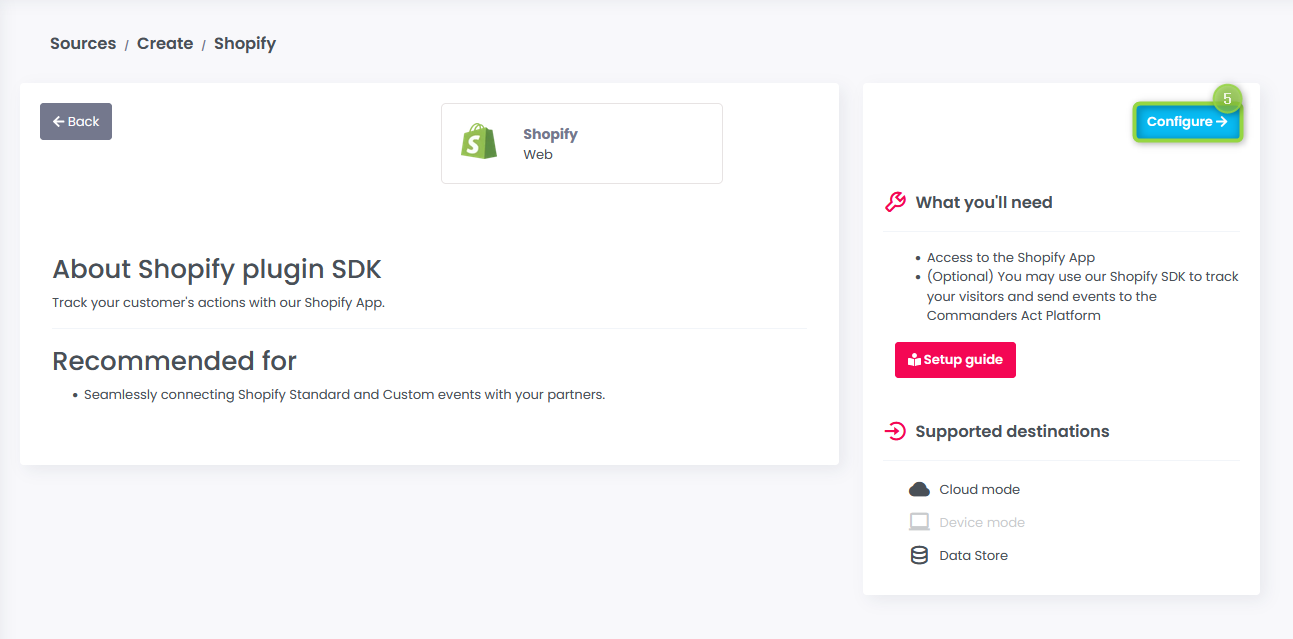 Sources / Create / Shopify
← Back
Shopify
Web
About Shopify plugin SDK
Track your customer's actions with our Shopify App.
Recommended for
• Seamlessly connecting Shopify Standard and Custom events with your partners.
5
Configure →
What you'll need
• Access to the Shopify App
• (Optional) You may use our Shopify SDK to track
your visitors and send events to the
Commanders Act Platform
Setup guide
Supported destinations
Cloud mode
Device mode
Data Store